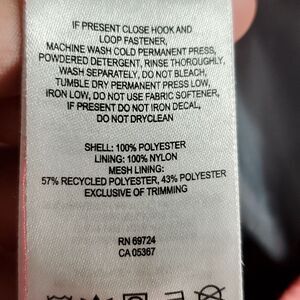 IF PRESENT CLOSE HOOK AND
LOOP FASTENER,
MACHINE WASH COLD PERMANENT PRESS,
POWDERED DETERGENT, RINSE THOROUGHLY,
WASH SEPARATELY, DO NOT BLEACH,
TUMBLE DRY PERMANENT PRESS LOW,
IRON LOW, DO NOT USE FABRIC SOFTENER,
IF PRESENT DO NOT IRON DECAL,
DO NOT DRYCLEAN
SHELL: 100% POLYESTER
LINING: 100% NYLON
MESH LINING:
57% RECYCLED POLYESTER, 43% POLYESTER
EXCLUSIVE OF TRIMMING
RN 69724
CA 05367